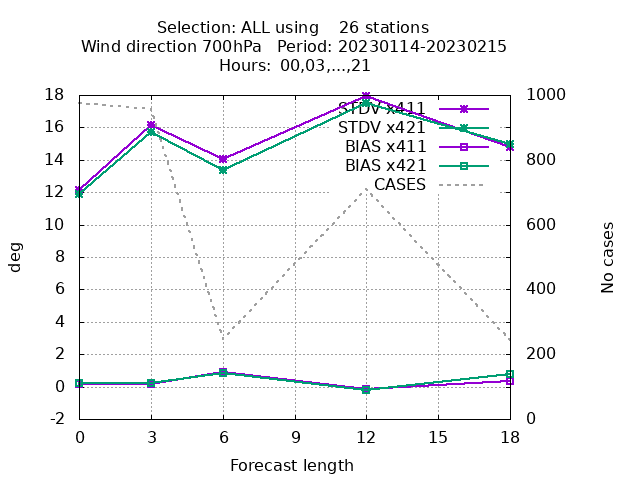 Selection: ALL using    26 stations
Wind direction 700hPa   Period: 20230114-20230215
Hours:  00,03,...,21
18 1000
STDV x411
16
STDV x421
BIAS x411
14 800
BIAS x421
CASES
12
10 600
8
6 400
4
2 200
0
-2 0
deg
No cases
0 3 6 9 12 15 18
Forecast length